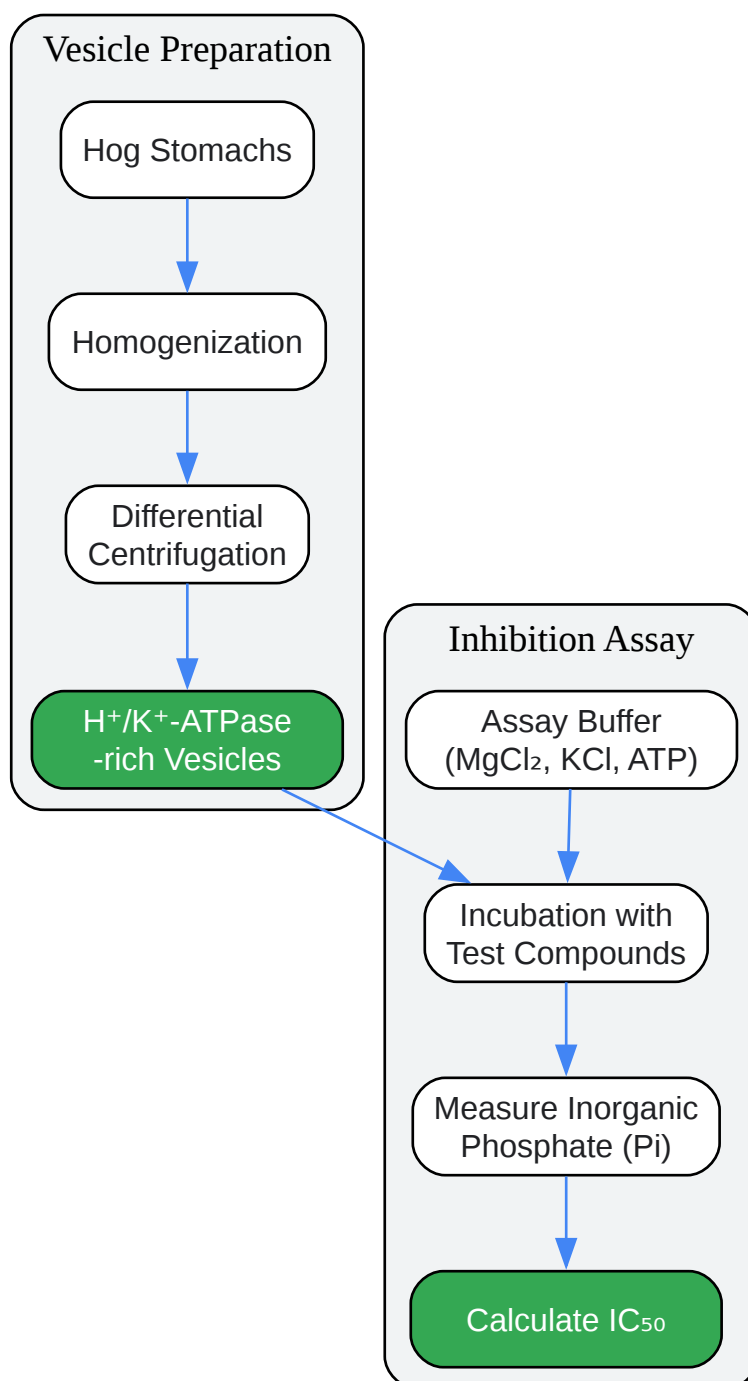 Vesicle Preparation
Hog Stomachs
Homogenization
Differential
Centrifugation
H⁺/K⁺-ATPase
-rich Vesicles
Inhibition Assay
Assay Buffer
(MgCl₂, KCl, ATP)
Incubation with
Test Compounds
Measure Inorganic
Phosphate (Pi)
Calculate IC₅₀